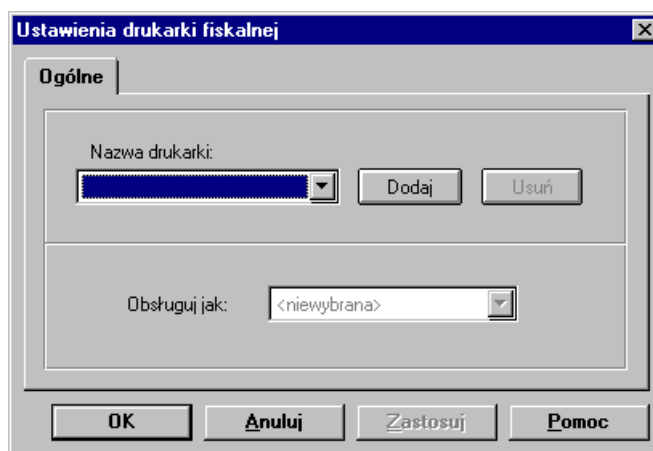 Ustawienia drukarki fiskalnej
Ogólne
Nazwa drukarki:
Dodaj
Usuń
Obsługuj jak:
<niewybrana>
OK
Anuluj
Zastosuj
Pomoc